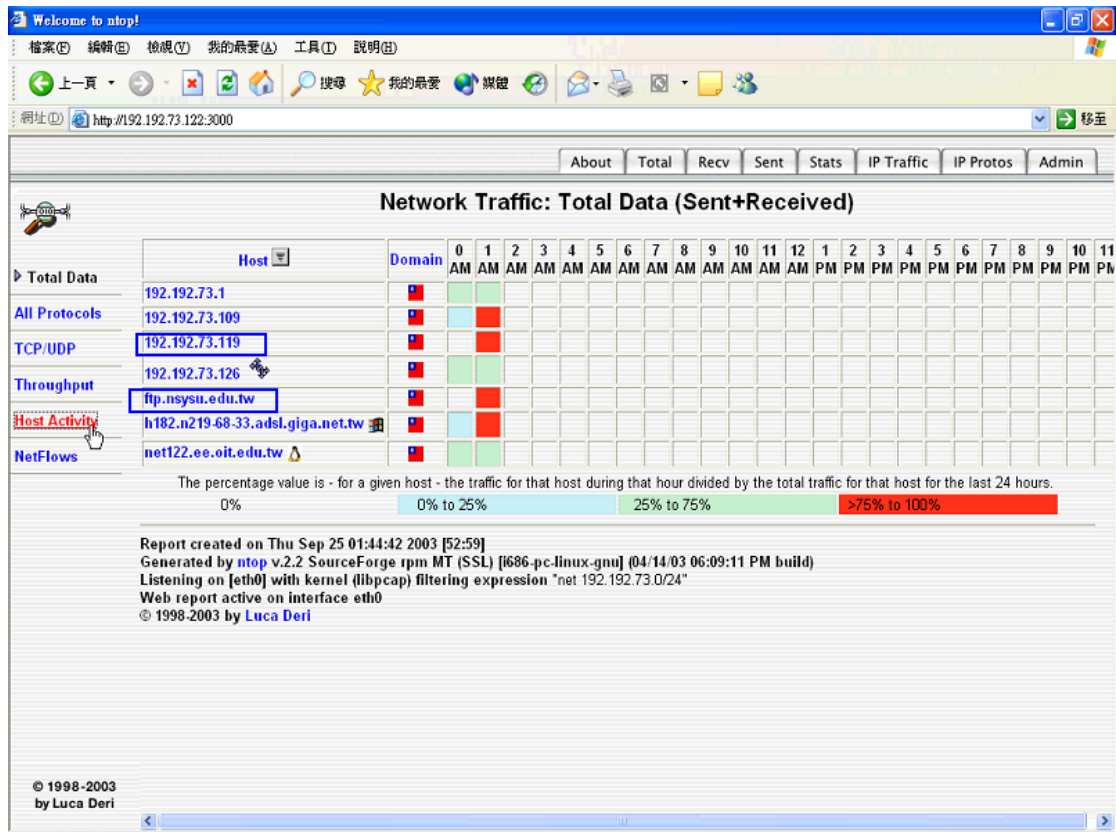 Welcome to ntop!
檔案(F) 編輯(E) 檢視(V) 我的最愛(A) 工具(T) 說明(H)
上一頁 搜尋 我的最愛 媒體
網址(D) http://192.192.73.122:3000 移至
About Total Recv Sent Stats IP Traffic IP Protos Admin
Network Traffic: Total Data (Sent+Received)
Total Data
All Protocols
TCP/UDP
Throughput
Host Activity
NetFlows
Host Domain 0 AM 1 AM 2 AM 3 AM 4 AM 5 AM 6 AM 7 AM 8 AM 9 AM 10 AM 11 AM 12 AM 1 PM 2 PM 3 PM 4 PM 5 PM 6 PM 7 PM 8 PM 9 PM 10 PM 11
192.192.73.1
192.192.73.109
192.192.73.119
192.192.73.126
ftp.nsysu.edu.tw
h182.n219-68-33.adsl.giga.net.tw
net122.ee.oit.edu.tw
The percentage value is - for a given host - the traffic for that host during that hour divided by the total traffic for that host for the last 24 hours.
0% 0% to 25% 25% to 75% >75% to 100%
Report created on Thu Sep 25 01:44:42 2003 [52:59]
Generated by ntop v.2.2 SourceForge rpm MT (SSL) [i686-pc-linux-gnu] (04/14/03 06:09:11 PM build)
Listening on [eth0] with kernel (libpcap) filtering expression "net 192.192.73.0/24"
Web report active on interface eth0
© 1998-2003 by Luca Deri
© 1998-2003
by Luca Deri